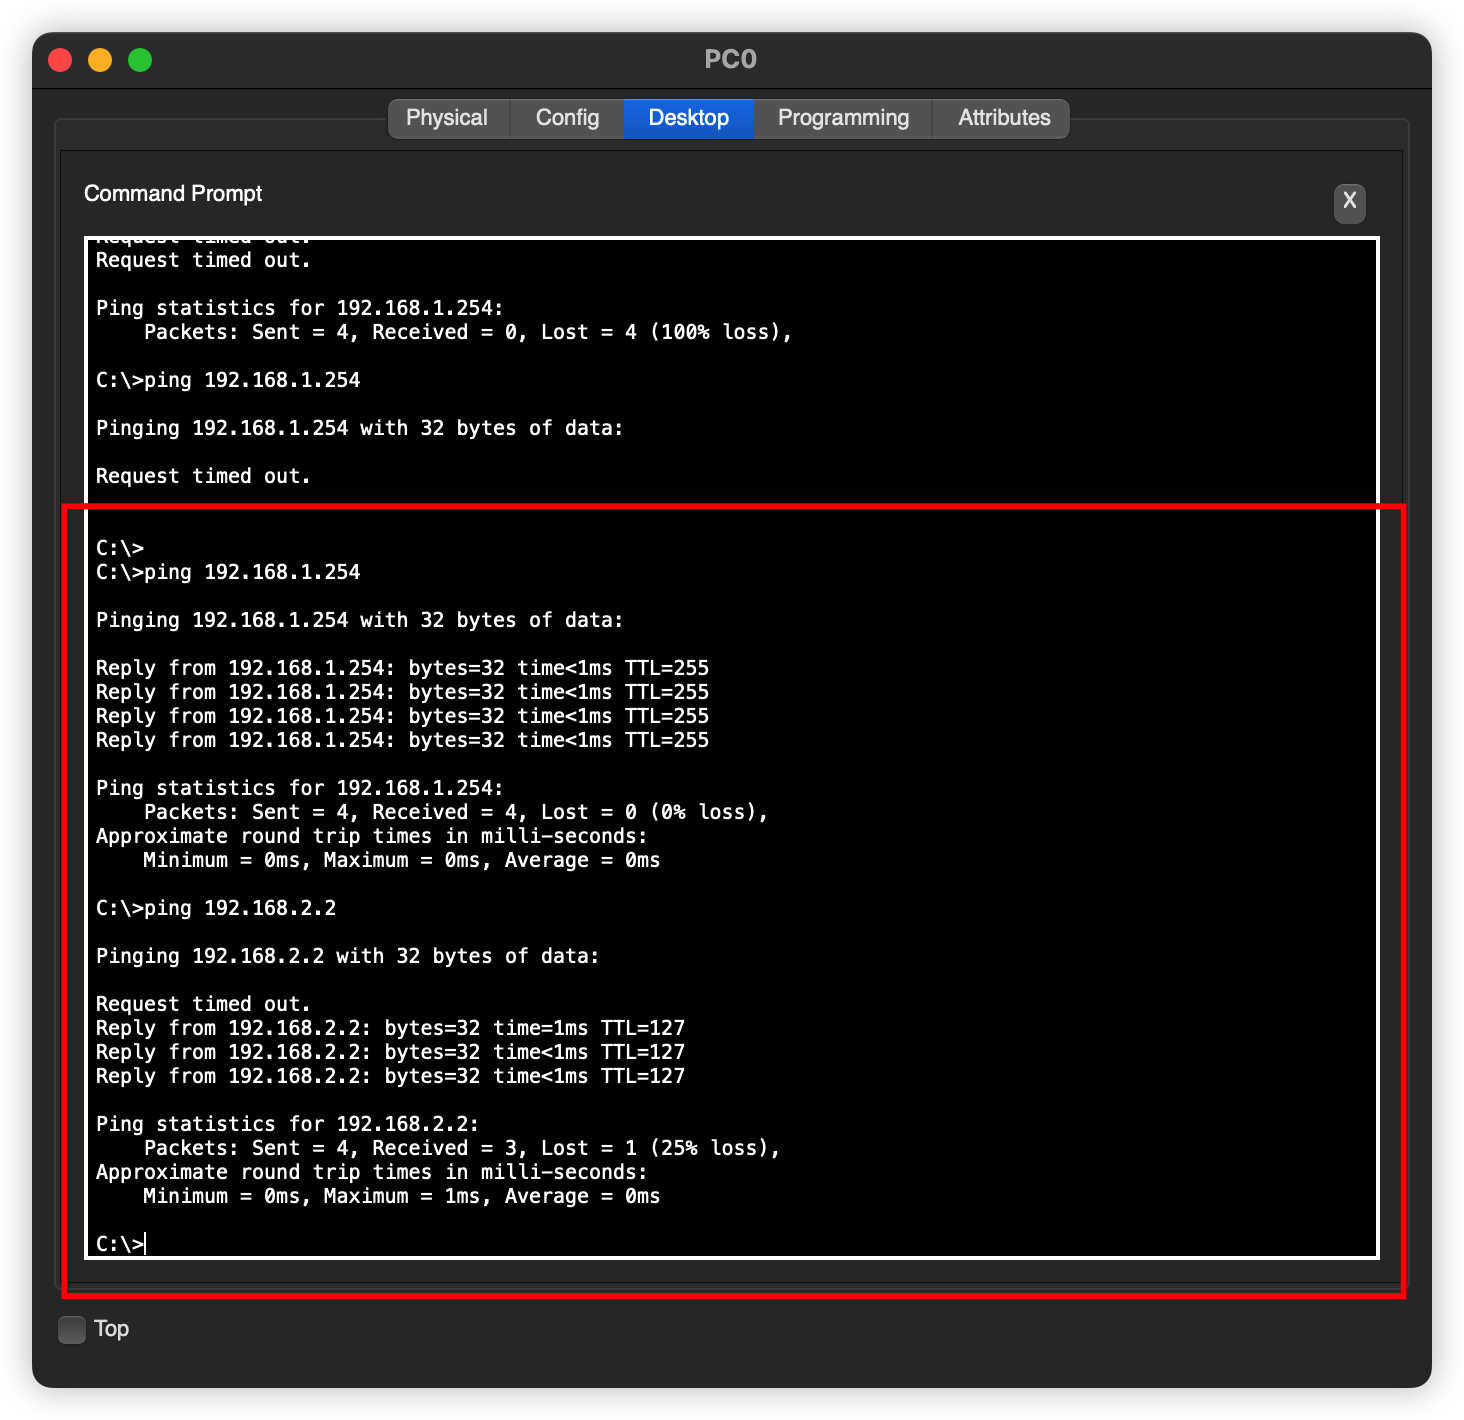 PC0
Physical Config Desktop Programming Attributes
Command Prompt
X
Request timed out.
Request timed out.
Ping statistics for 192.168.1.254:
    Packets: Sent = 4, Received = 0, Lost = 4 (100% loss),
C:\>ping 192.168.1.254
Pinging 192.168.1.254 with 32 bytes of data:
Request timed out.
C:\>
C:\>ping 192.168.1.254
Pinging 192.168.1.254 with 32 bytes of data:
Reply from 192.168.1.254: bytes=32 time<1ms TTL=255
Reply from 192.168.1.254: bytes=32 time<1ms TTL=255
Reply from 192.168.1.254: bytes=32 time<1ms TTL=255
Reply from 192.168.1.254: bytes=32 time<1ms TTL=255
Ping statistics for 192.168.1.254:
    Packets: Sent = 4, Received = 4, Lost = 0 (0% loss),
Approximate round trip times in milli-seconds:
    Minimum = 0ms, Maximum = 0ms, Average = 0ms
C:\>ping 192.168.2.2
Pinging 192.168.2.2 with 32 bytes of data:
Request timed out.
Reply from 192.168.2.2: bytes=32 time=1ms TTL=127
Reply from 192.168.2.2: bytes=32 time<1ms TTL=127
Reply from 192.168.2.2: bytes=32 time<1ms TTL=127
Ping statistics for 192.168.2.2:
    Packets: Sent = 4, Received = 3, Lost = 1 (25% loss),
Approximate round trip times in milli-seconds:
    Minimum = 0ms, Maximum = 1ms, Average = 0ms
C:\>
Top